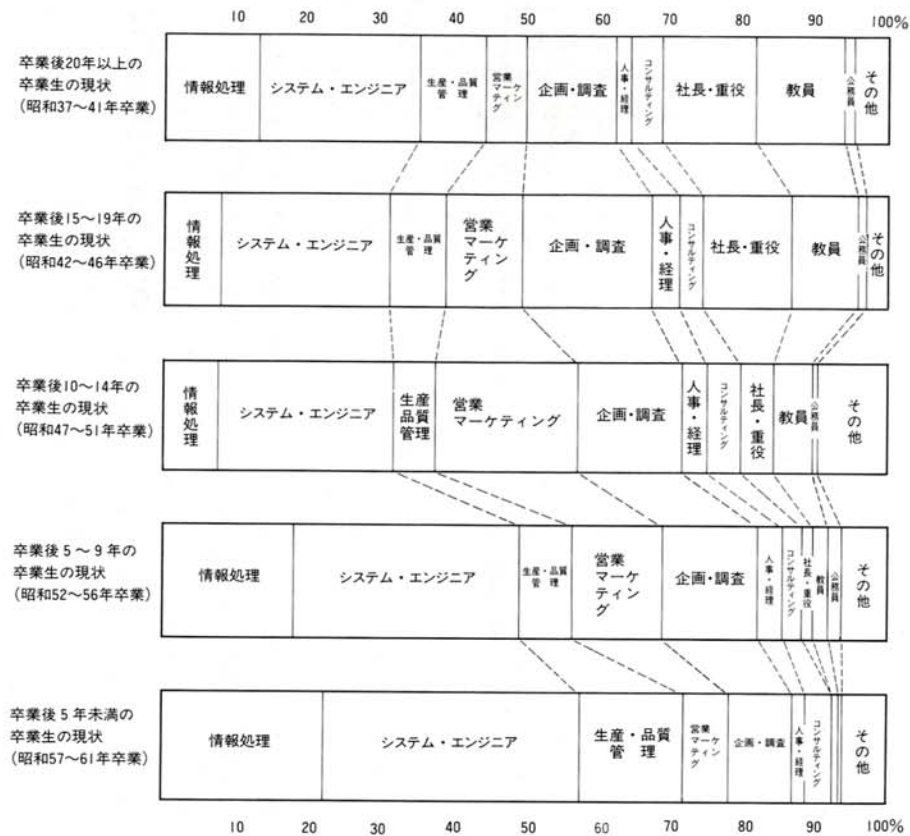 10 20 30 40 50 60 70 80 90 100%
卒業後20年以上の
卒業生の現状
(昭和37〜41年卒業)
情報処理
システム・エンジニア
生産・品質
管理
営業
マーケン
テイグ
企画・調査
人事・経理
コンサルティング
社長・重役
教員
公務員
その他
卒業後15〜19年の
卒業生の現状
(昭和42〜46年卒業)
情報処理
システム・エンジニア
生産・品質
管理
営業
マーケ
ティン
グ
企画・調査
人事・経理
コンサルティング
社長・重役
教員
公務員
その他
卒業後10〜14年の
卒業生の現状
(昭和47〜51年卒業)
情報処理
システム・エンジニア
生産
品質
管理
営業
マーケティング
企画・調査
人事・経理
コンサルティング
社長・重役
教員
公務員
その他
卒業後5〜9年の
卒業生の現状
(昭和52〜56年卒業)
情報処理
システム・エンジニア
生産・品質
管理
営業
マーケ
ティン
グ
企画・調査
人事・経理
コンサルティング
社長・重役
教員
公務員
その他
卒業後5年未満の
卒業生の現状
(昭和57〜61年卒業)
情報処理
システム・エンジニア
生産・品質
管理
営業
マーケン
ティグ
企画・調査
人事・経理
コンサルティング
その他
10 20 30 40 50 60 70 80 90 100%